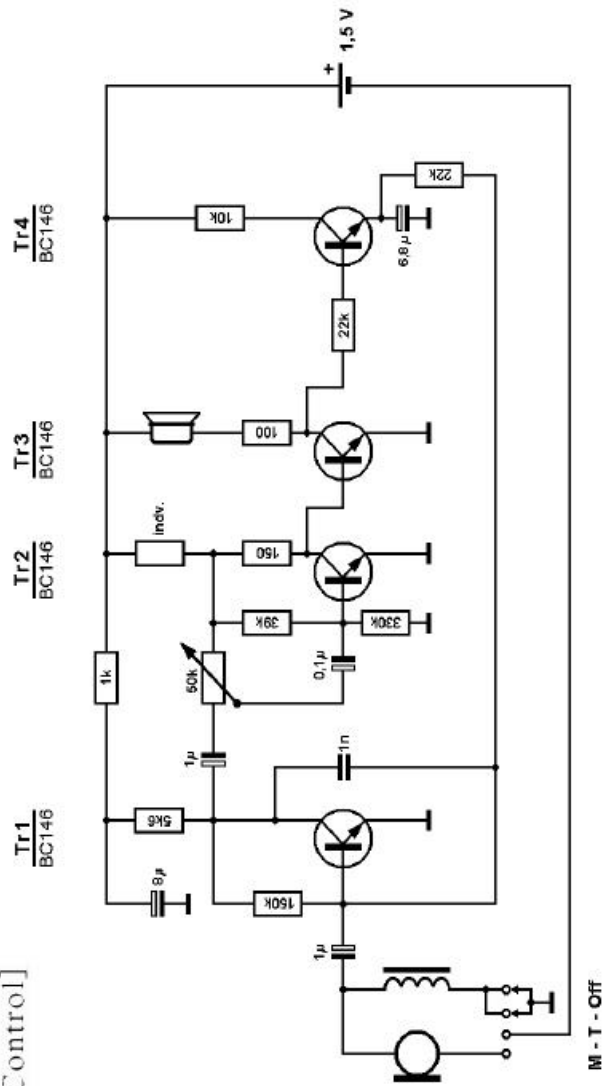 Control]
Tr1
BC146
Tr2
BC146
Tr3
BC146
Tr4
BC146
1k
8µ
5k6
150k
1µ
1n
1µ
50k
indv.
39k
150
0,1µ
330k
100
22k
10k
6,8µ
22k
+
1,5 V
M - T - Off